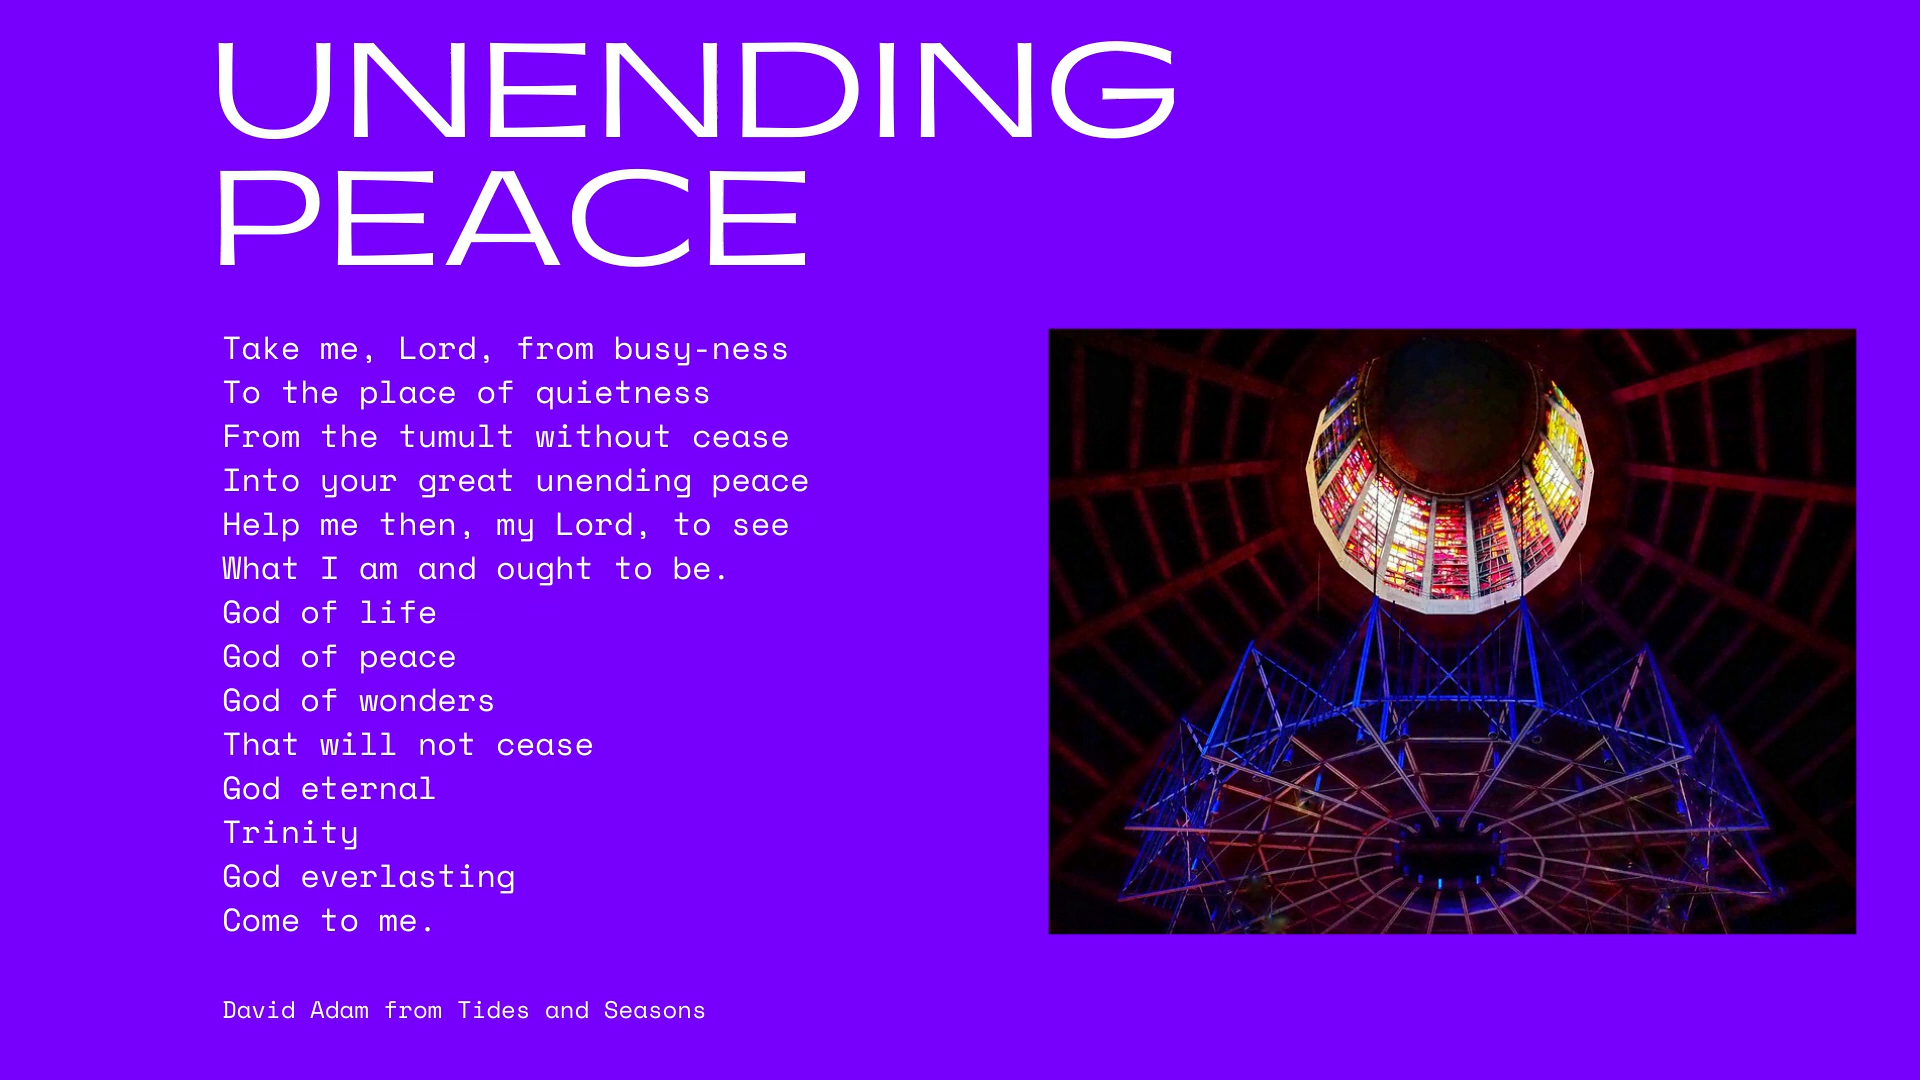 UNENDING
PEACE
Take me, Lord, from busy-ness
To the place of quietness
From the tumult without cease
Into your great unending peace
Help me then, my Lord, to see
What I am and ought to be.
God of life
God of peace
God of wonders
That will not cease
God eternal
Trinity
God everlasting
Come to me.
David Adam from Tides and Seasons